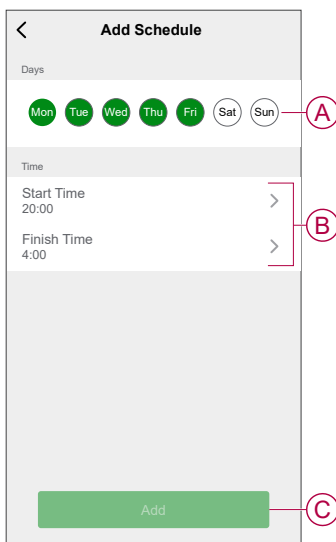 Add Schedule
Days
Mon Tue Wed Thu Fri Sat Sun A
Time
Start Time
20:00
B
Finish Time
4:00
Add C